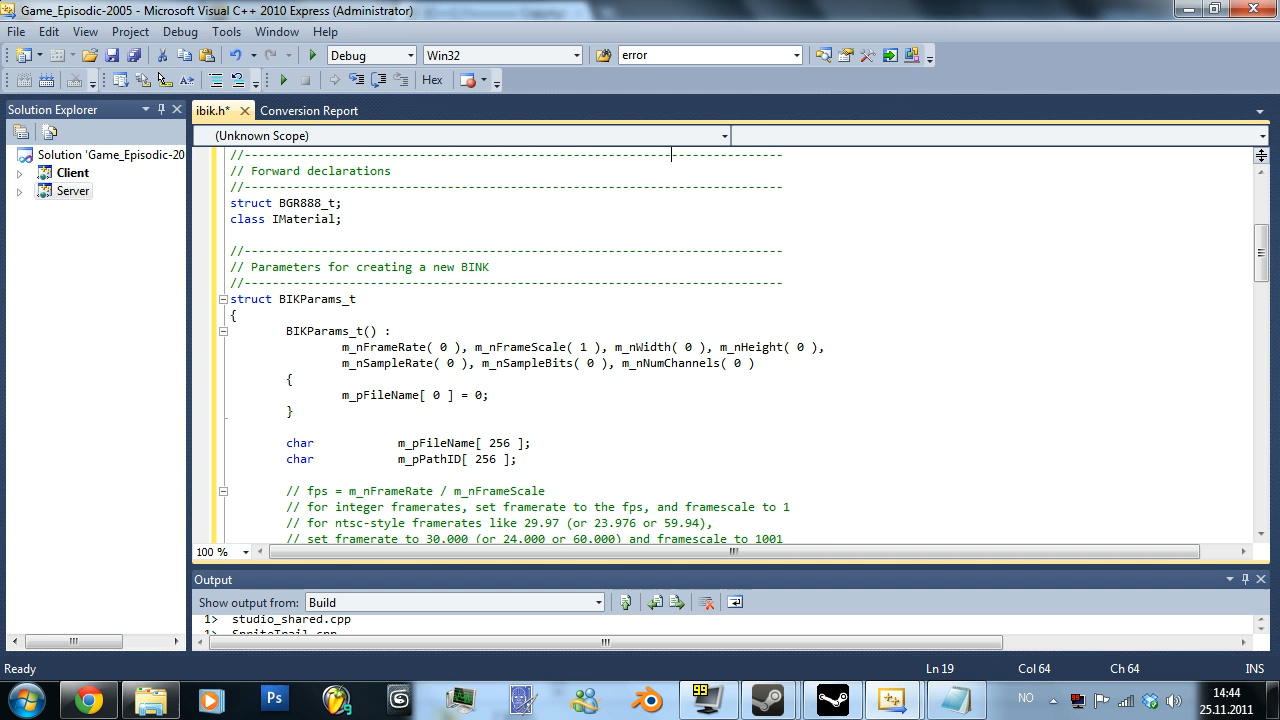 Game_Episodic-2005 - Microsoft Visual C++ 2010 Express (Administrator)
File Edit View Project Debug Tools Window Help
Debug Win32 error
Hex
Solution Explorer
ibik.h* Conversion Report
(Unknown Scope)
Solution 'Game_Episodic-20
Client
Server
//-----------------------------------------------------------------------------
// Forward declarations
//-----------------------------------------------------------------------------
struct BGR888_t;
class IMaterial;
//-----------------------------------------------------------------------------
// Parameters for creating a new BINK
//-----------------------------------------------------------------------------
struct BIKParams_t
{
BIKParams_t() :
m_nFrameRate( 0 ), m_nFrameScale( 1 ), m_nWidth( 0 ), m_nHeight( 0 ),
m_nSampleRate( 0 ), m_nSampleBits( 0 ), m_nNumChannels( 0 )
{
m_pFileName[ 0 ] = 0;
}
char m_pFileName[ 256 ];
char m_pPathID[ 256 ];
// fps = m_nFrameRate / m_nFrameScale
// for integer framerates, set framerate to the fps, and framescale to 1
// for ntsc-style framerates like 29.97 (or 23.976 or 59.94),
// set framerate to 30,000 (or 24,000 or 60,000) and framescale to 1001
100 %
Output
Show output from: Build
1> studio_shared.cpp
1> SpriteTrail.cpp
Ready Ln 19 Col 64 Ch 64 INS
Ps 99 NO 14:44
25.11.2011